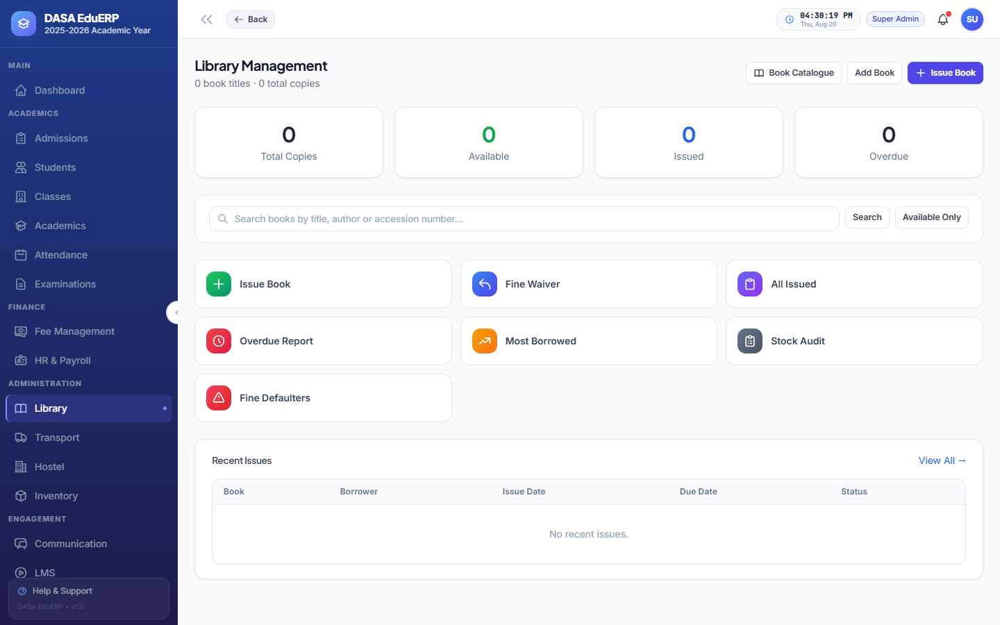 DASA EduERP
2025-2026 Academic Year
MAIN
Dashboard
ACADEMICS
Admissions
Students
Classes
Academics
Attendance
Examinations
FINANCE
Fee Management
HR & Payroll
ADMINISTRATION
Library
Transport
Hostel
Inventory
ENGAGEMENT
Communication
LMS
Help & Support
DASA EduERP • v1.0
← Back
04:30:19 PM
Thu, Aug 20
Super Admin
SU
Library Management
0 book titles · 0 total copies
Book Catalogue
Add Book
Issue Book
0
Total Copies
0
Available
0
Issued
0
Overdue
Search books by title, author or accession number...
Search
Available Only
Issue Book
Fine Waiver
All Issued
Overdue Report
Most Borrowed
Stock Audit
Fine Defaulters
Recent Issues
View All →
Book Borrower Issue Date Due Date Status
No recent issues.